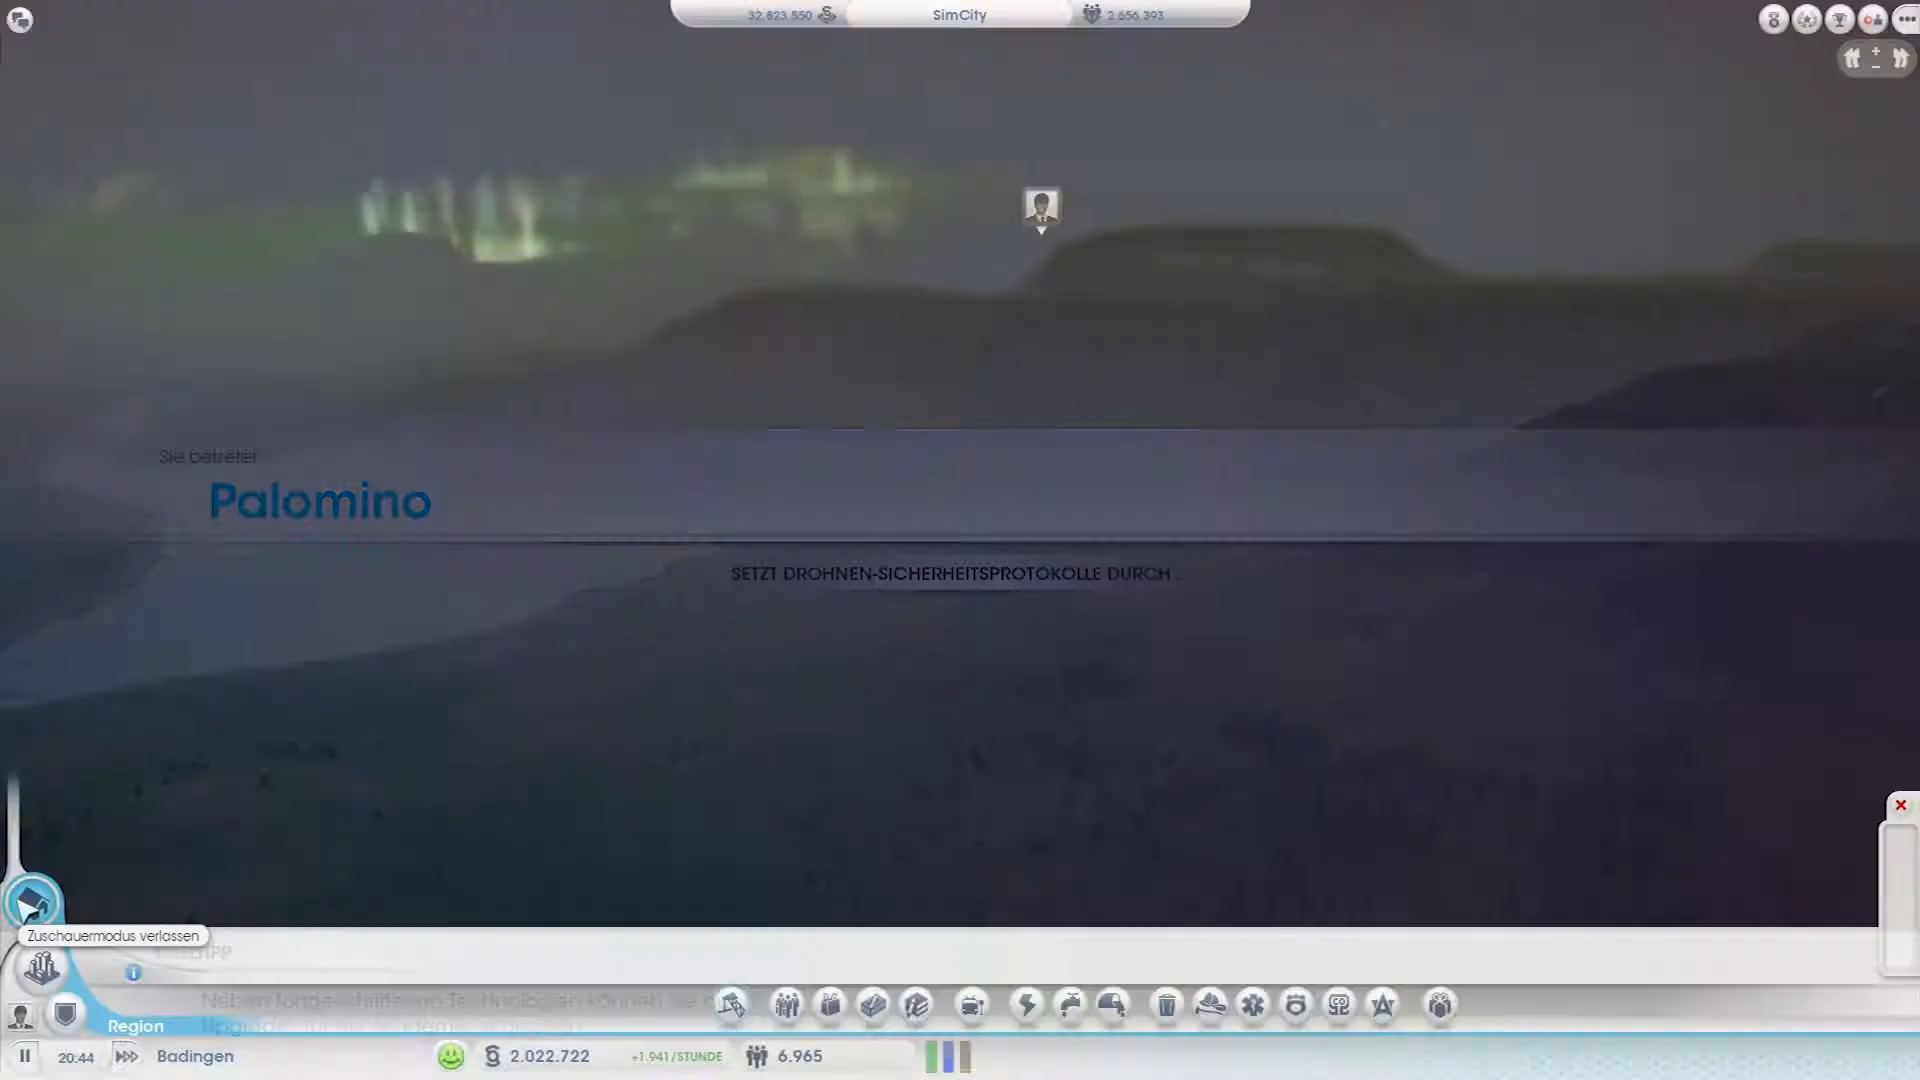 32.823.550
SimCity
2.656.393
Sie betreten
Palomino
SETZT DROHNEN-SICHERHEITSPROTOKOLLE DURCH
Zuschauermodus verlassen
Region
20:44
Badingen
2.022.722
+1.941/STUNDE
6.965